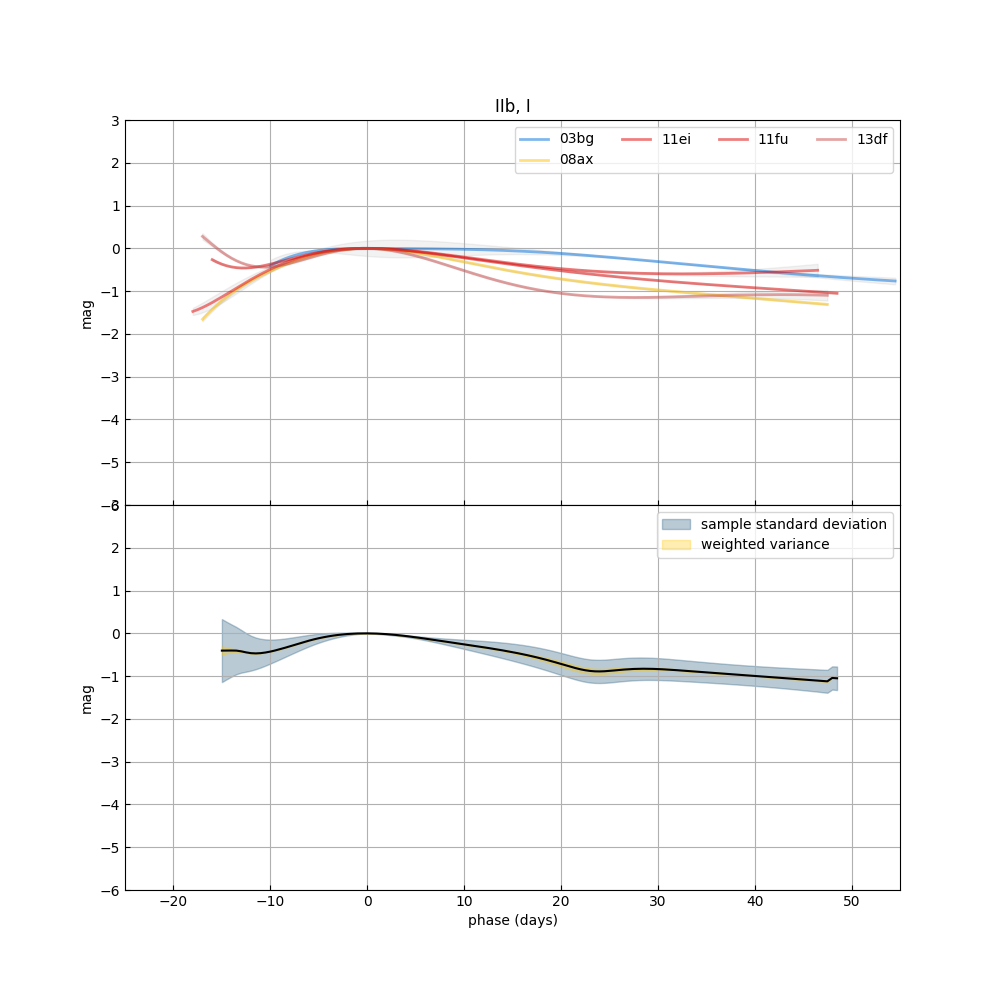 IIb, I
3
03bg 11ei 11fu 13df
08ax
2
1
0
−1
mag
−2
−3
−4
−5
−6
3
sample standard deviation
weighted variance
2
1
0
−1
mag
−2
−3
−4
−5
−6
−20 −10 0 10 20 30 40 50
phase (days)